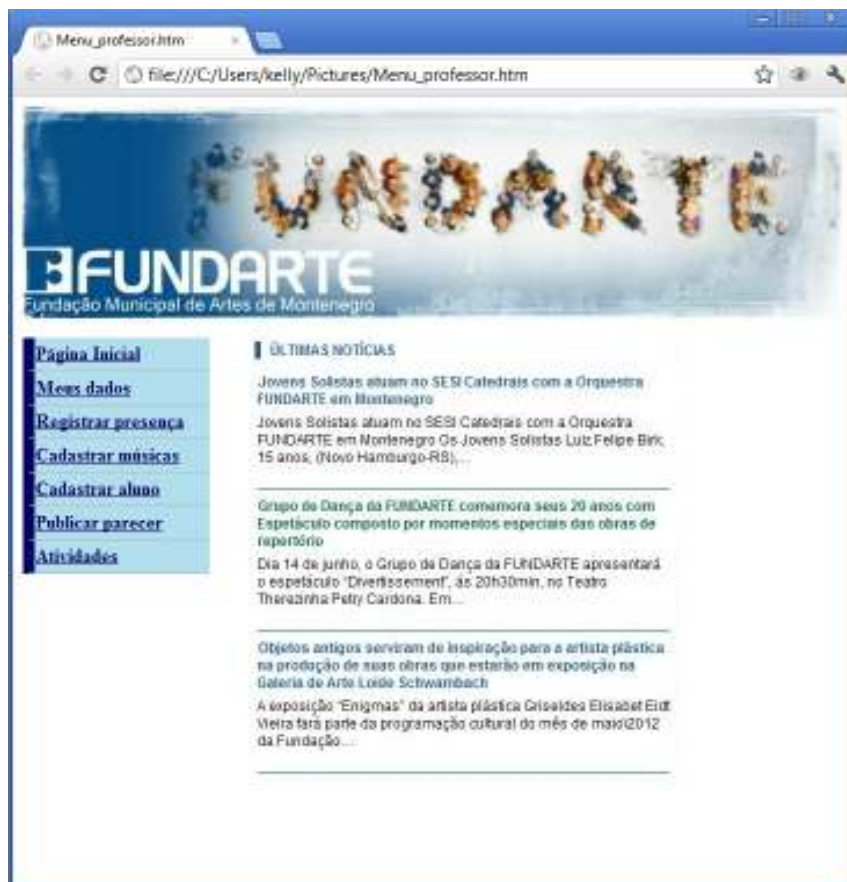 Menu_professor.htm
file:///C:/Users/kelly/Pictures/Menu_professor.htm
FUNDARTE
FUNDARTE
Fundação Municipal de Artes de Montenegro
Página Inicial
Meus dados
Registrar presença
Cadastrar músicas
Cadastrar aluno
Publicar parecer
Atividades
ÚLTIMAS NOTÍCIAS
Jovens Solistas atuam no SESI Catedrais com a Orquestra
FUNDARTE em Montenegro
Jovens Solistas atuam no SESI Catedrais com a Orquestra
FUNDARTE em Montenegro Os Jovens Solistas Luiz Felipe Birk,
15 anos, (Novo Hamburgo-RS),...
Grupo de Dança da FUNDARTE comemora seus 20 anos com
Espetáculo composto por momentos especiais das obras de
repertório
Dia 14 de junho, o Grupo de Dança da FUNDARTE apresentará
o espetáculo "Divertissement", às 20h30min, no Teatro
Therezinha Petry Cardona. Em...
Objetos antigos serviram de inspiração para a artista plástica
na produção de suas obras que estarão em exposição na
Galeria de Arte Loide Schwambach
A exposição "Enigmas" da artista plástica Griseldes Elisabet Eidt
Vieira fará parte da programação cultural do mês de maio\2012
da Fundação...